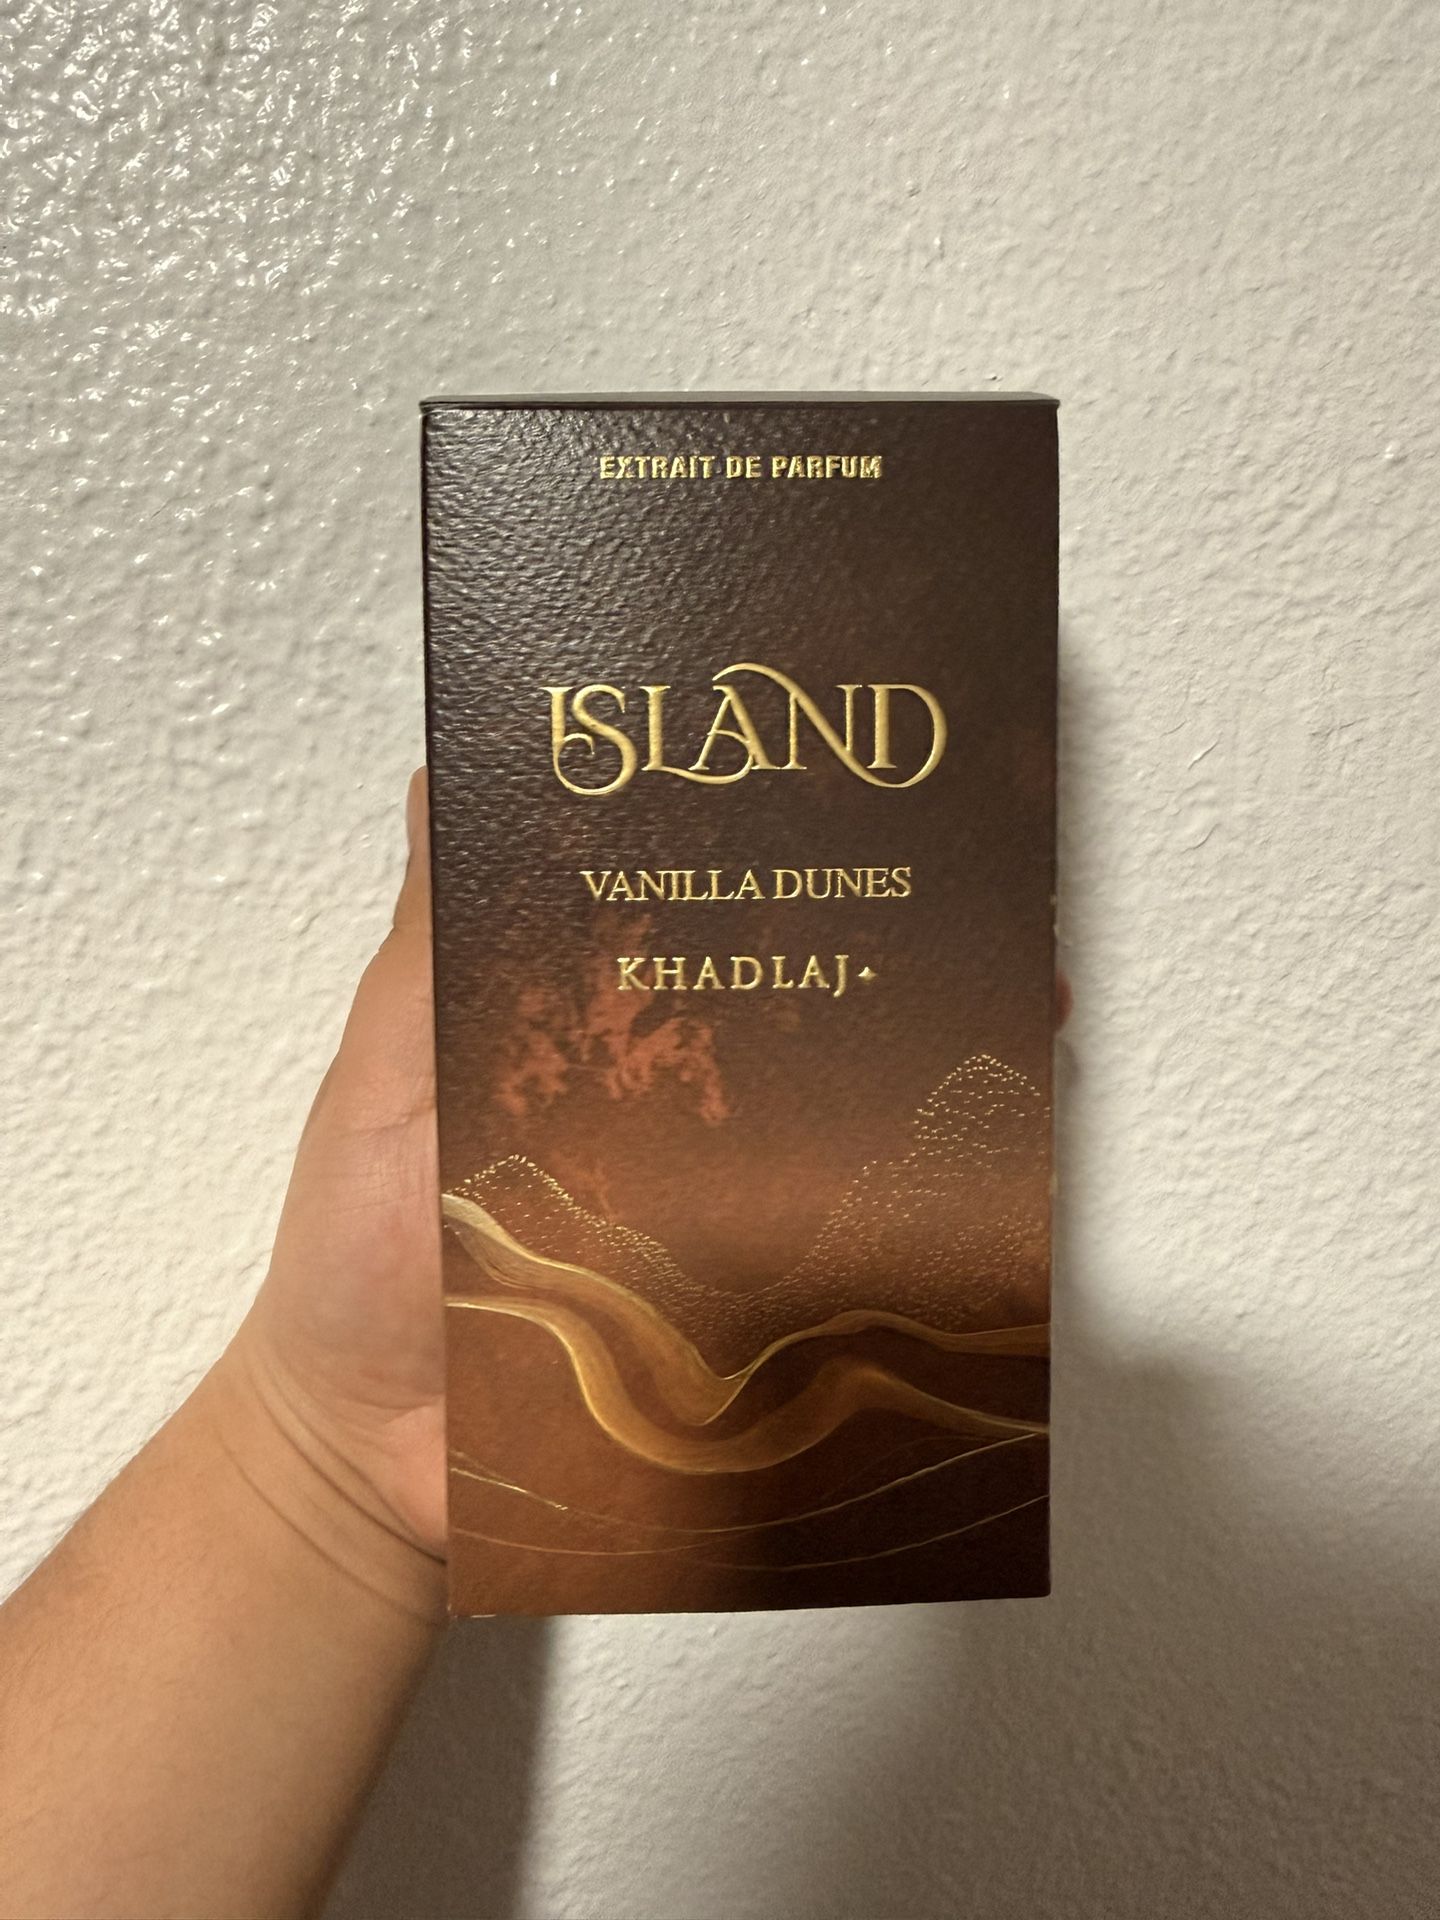 EXTRAIT DE PARFUM
ISLAND
VANILLA DUNES
KHADLAJ